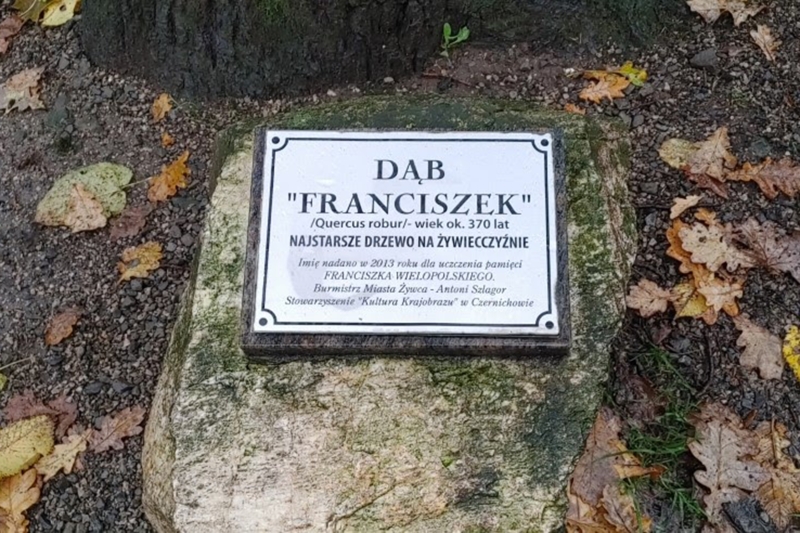 DĄB
"FRANCISZEK"
/Quercus robur/- wiek ok. 370 lat
NAJSTARSZE DRZEWO NA ŻYWIECCZYŹNIE
Imię nadano w 2013 roku dla uczczenia pamięci
FRANCISZKA WIELOPOLSKIEGO.
Burmistrz Miasta Żywca - Antoni Szlagor
Stowarzyszenie "Kultura Krajobrazu" w Czernichowie